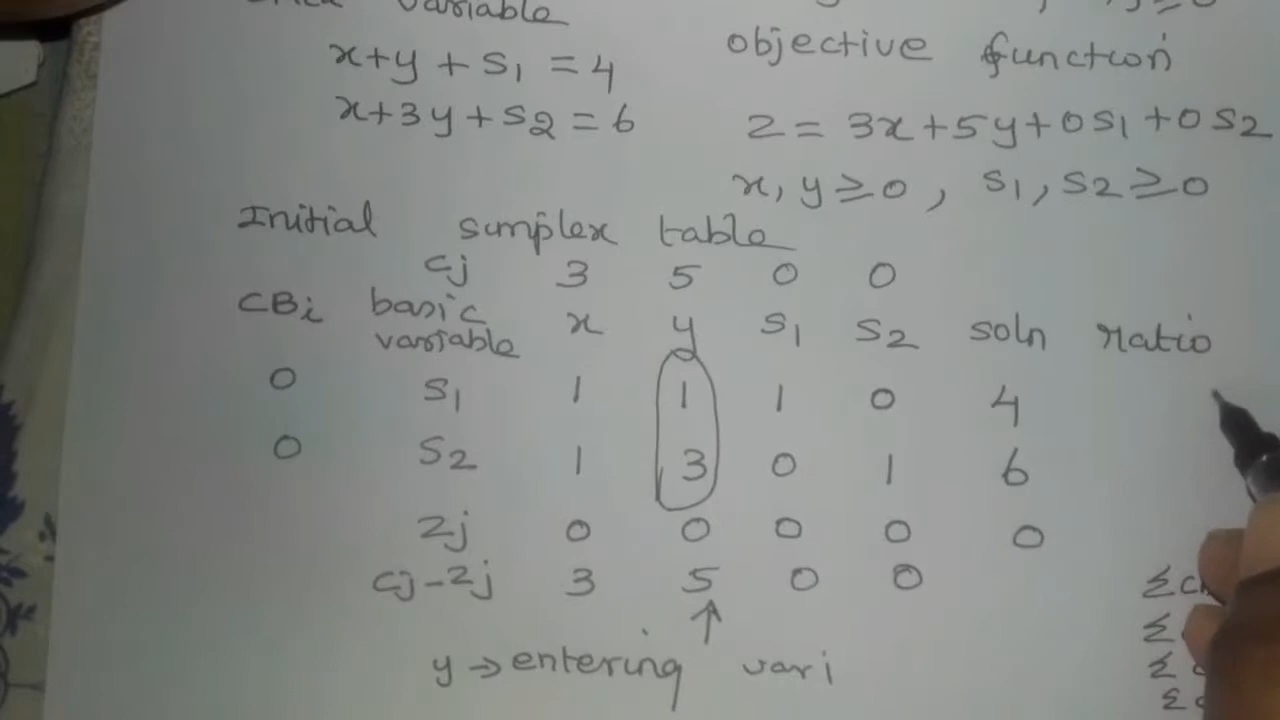 variable
x+y+s1 = 4
x+3y+s2 = 6
objective function
z = 3x+5y+0s1+0s2
x, y ≥ 0, s1, s2 ≥ 0
Initial simplex table
Cj 3 5 0 0
CBi basic variable x y s1 s2 soln ratio
0 s1 1 1 1 0 4
0 s2 1 3 0 1 6
Zj 0 0 0 0 0
Cj-Zj 3 5 0 0
↑
y → entering vari
Σ
Σ
Σ
Σ